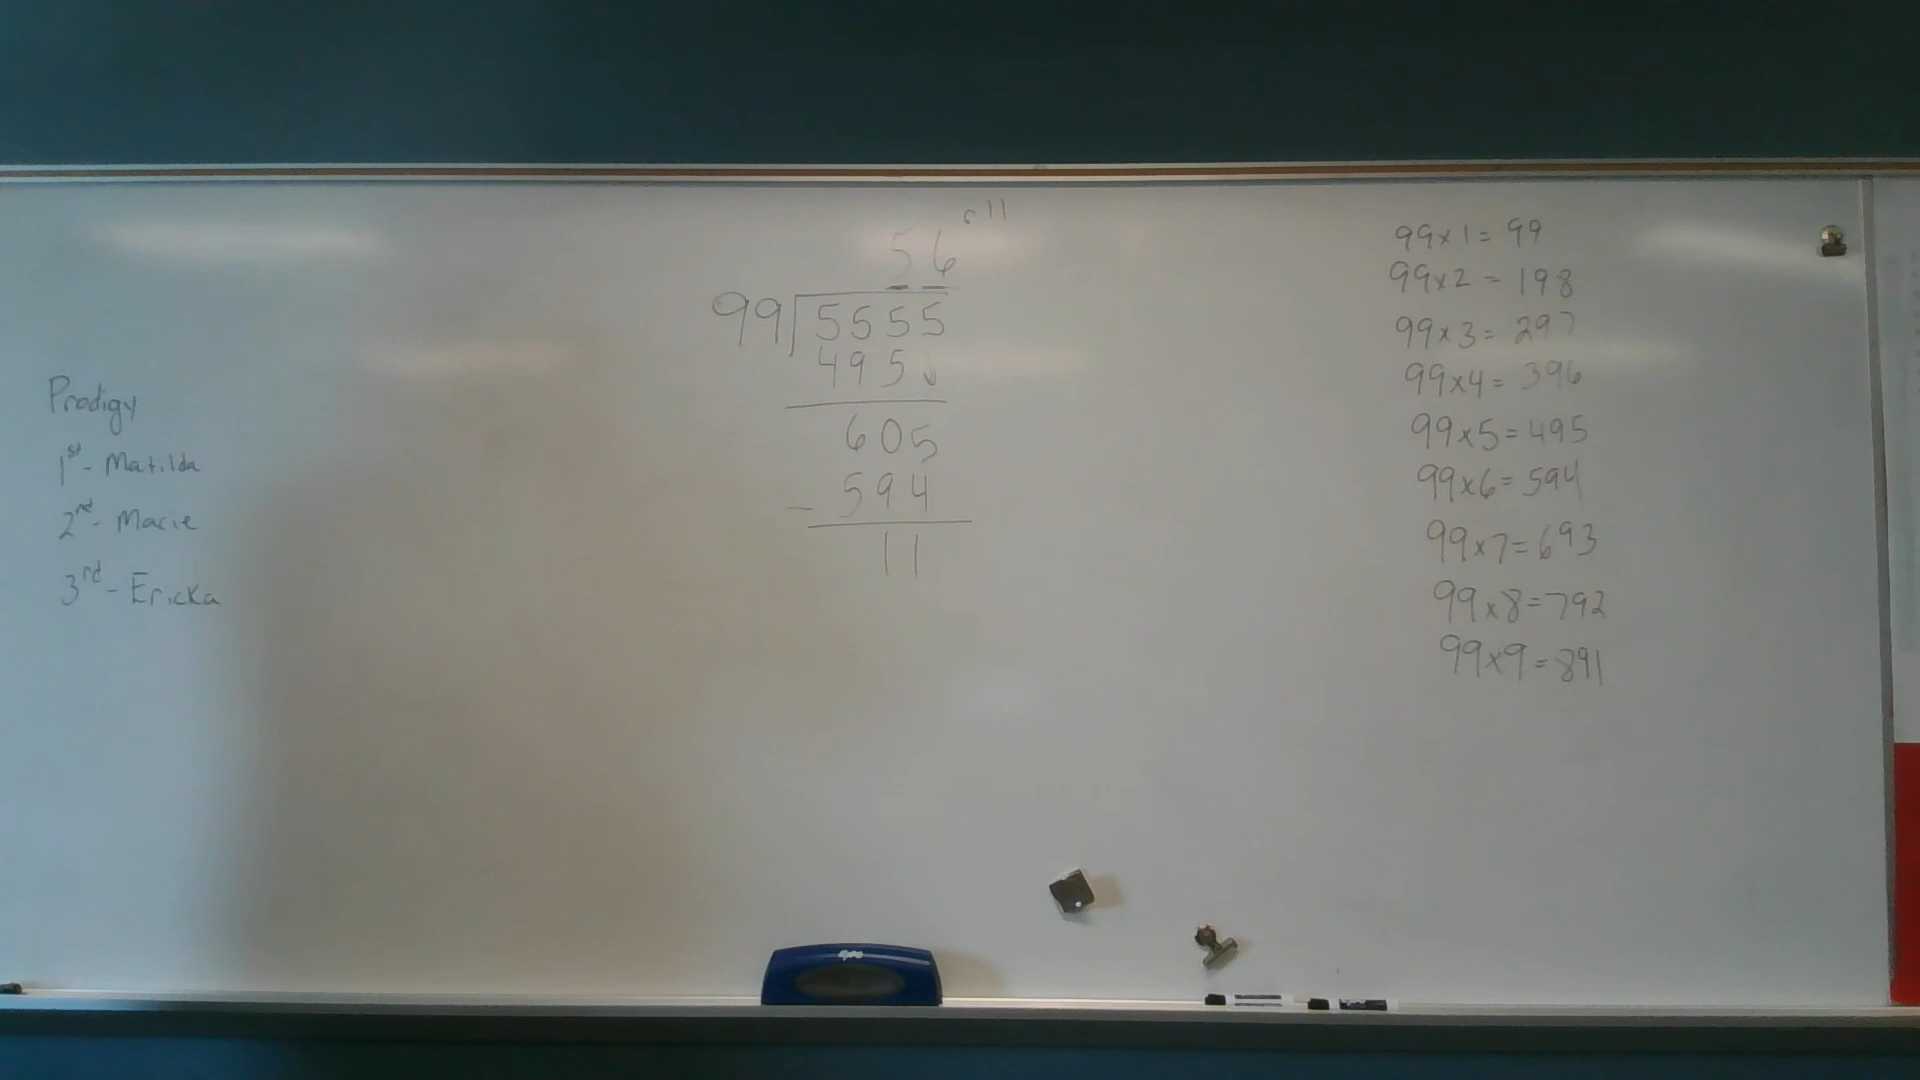 Prodigy
1st - Matilda
2nd - Macie
3rd - Ericka
56 r11
99 5555
495
605
- 594
11
99x1= 99
99x2 = 198
99x3= 297
99x4= 396
99x5=495
99x6=594
99x7=693
99x8=792
99x9=891
expo